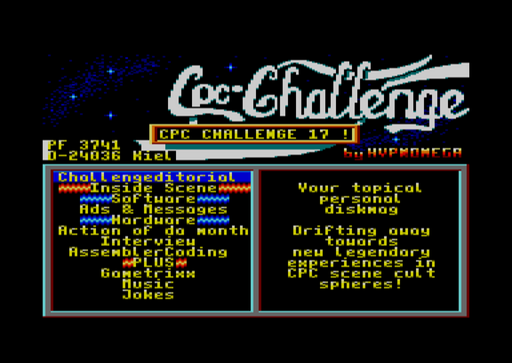 Cpc-Challenge
CPC CHALLENGE 17 !
PF 3741
D-24036 Kiel
by HYPNOMEGA
Challengeditorial
Inside Scene
Software
Ads & Messages
Hardware
Action of da month
Interview
AssemblerCoding
PLUS
Gametrixx
Music
Jokes
Your topical
personal
diskmag
Drifting away
towards
new legendary
experiences in
CPC scene cult
spheres!